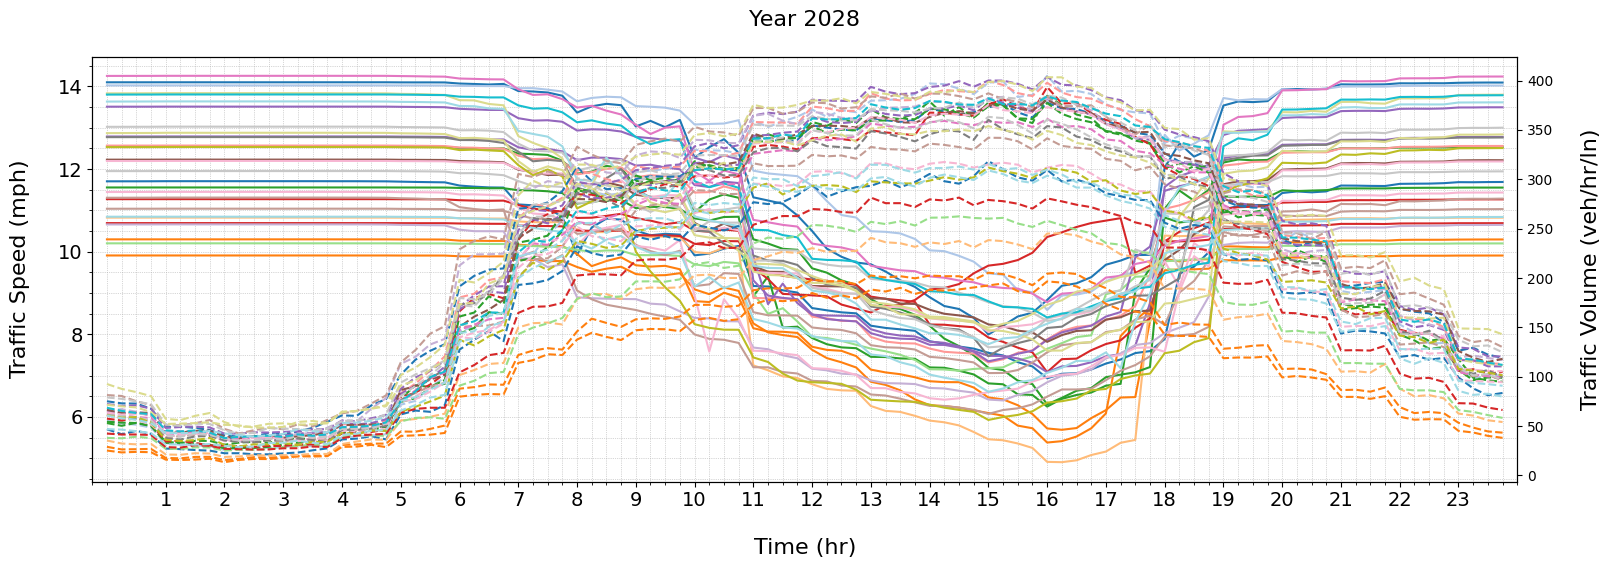 Year 2028
Traffic Speed (mph)
14
12
10
8
6
400
350
300
250
200
150
100
50
0
Traffic Volume (veh/hr/ln)
1 2 3 4 5 6 7 8 9 10 11 12 13 14 15 16 17 18 19 20 21 22 23
Time (hr)